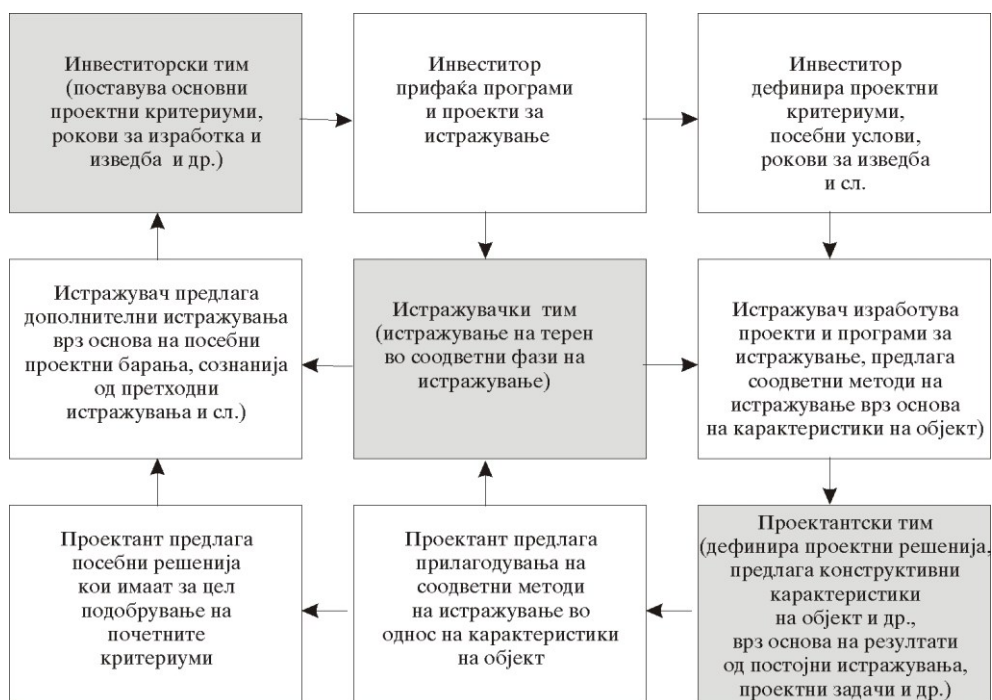 Инвеститорски тим
(поставува основни
проектни критериуми,
рокови за изработка и
изведба и др.)
Инвеститор
прифаќа програми
и проекти за
истражување
Инвеститор
дефинира проектни
критериуми,
посебни услови,
рокови за изведба
и сл.
Истражувач предлага
дополнителни истражувања
врз основа на посебни
проектни барања, сознанија
од претходни
истражувања и сл.)
Истражувачки тим
(истражување на терен
во соодветни фази на
истражување)
Истражувач изработува
проекти и програми за
истражување, предлага
соодветни методи на
истражување врз основа
на карактеристики на објект)
Проектант предлага
посебни решенија
кои имаат за цел
подобрување на
почетните
критериуми
Проектант предлага
прилагодувања на
соодветни методи
на истражување во
однос на карактеристики
на објект
Проектантски тим
(дефинира проектни решенија,
предлага конструктивни
карактеристики
на објект и др.,
врз основа на резултати
од постојни истражувања,
проектни задачи и др.)